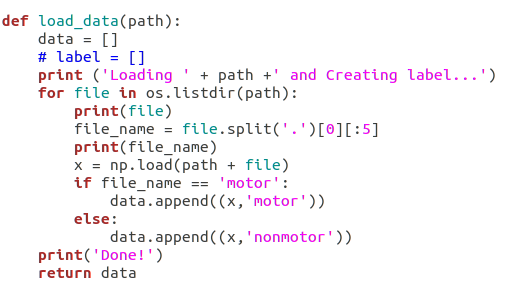 def load_data(path):
    data = []
    # label = []
    print ('Loading ' + path +' and Creating label...')
    for file in os.listdir(path):
        print(file)
        file_name = file.split('.')[0][:5]
        print(file_name)
        x = np.load(path + file)
        if file_name == 'motor':
            data.append((x,'motor'))
        else:
            data.append((x,'nonmotor'))
    print('Done!')
    return data